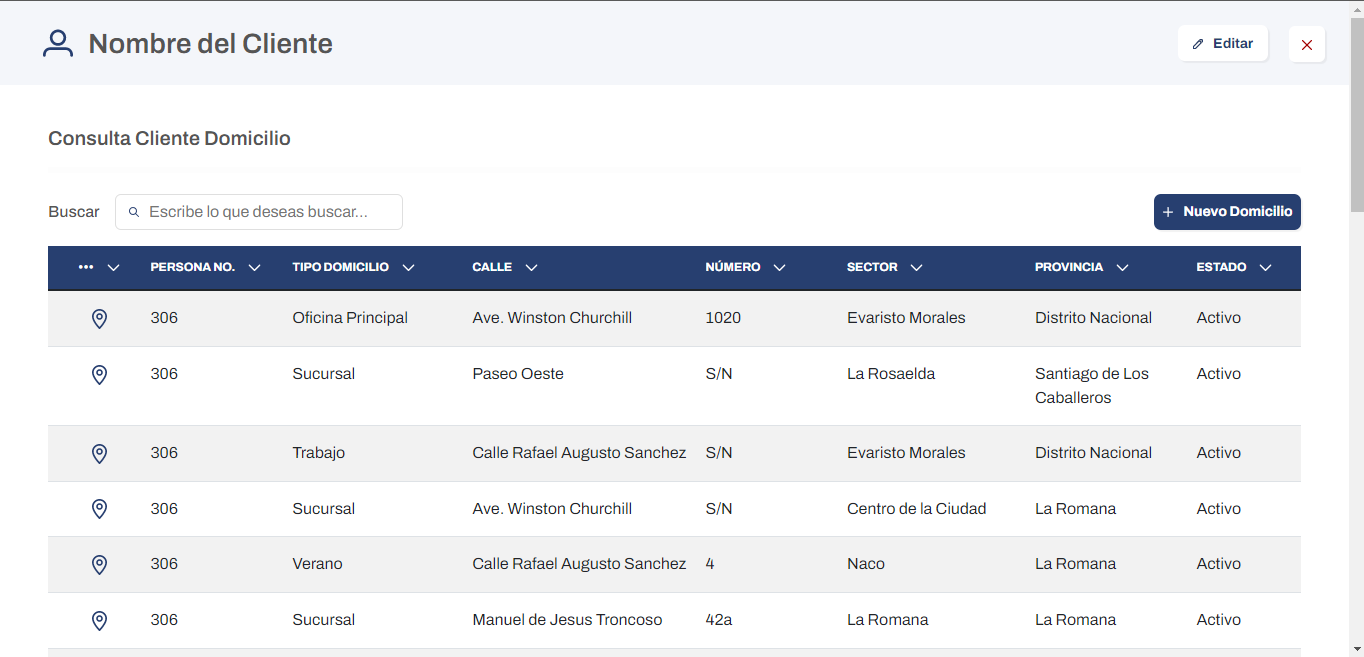 Nombre del Cliente
Editar
Consulta Cliente Domicilio
Buscar Escribe lo que deseas buscar... + Nuevo Domicilio
••• PERSONA NO. TIPO DOMICILIO CALLE NÚMERO SECTOR PROVINCIA ESTADO
306 Oficina Principal Ave. Winston Churchill 1020 Evaristo Morales Distrito Nacional Activo
306 Sucursal Paseo Oeste S/N La Rosaelda Santiago de Los Activo
Caballeros
306 Trabajo Calle Rafael Augusto Sanchez S/N Evaristo Morales Distrito Nacional Activo
306 Sucursal Ave. Winston Churchill S/N Centro de la Ciudad La Romana Activo
306 Verano Calle Rafael Augusto Sanchez 4 Naco La Romana Activo
306 Sucursal Manuel de Jesus Troncoso 42a La Romana La Romana Activo